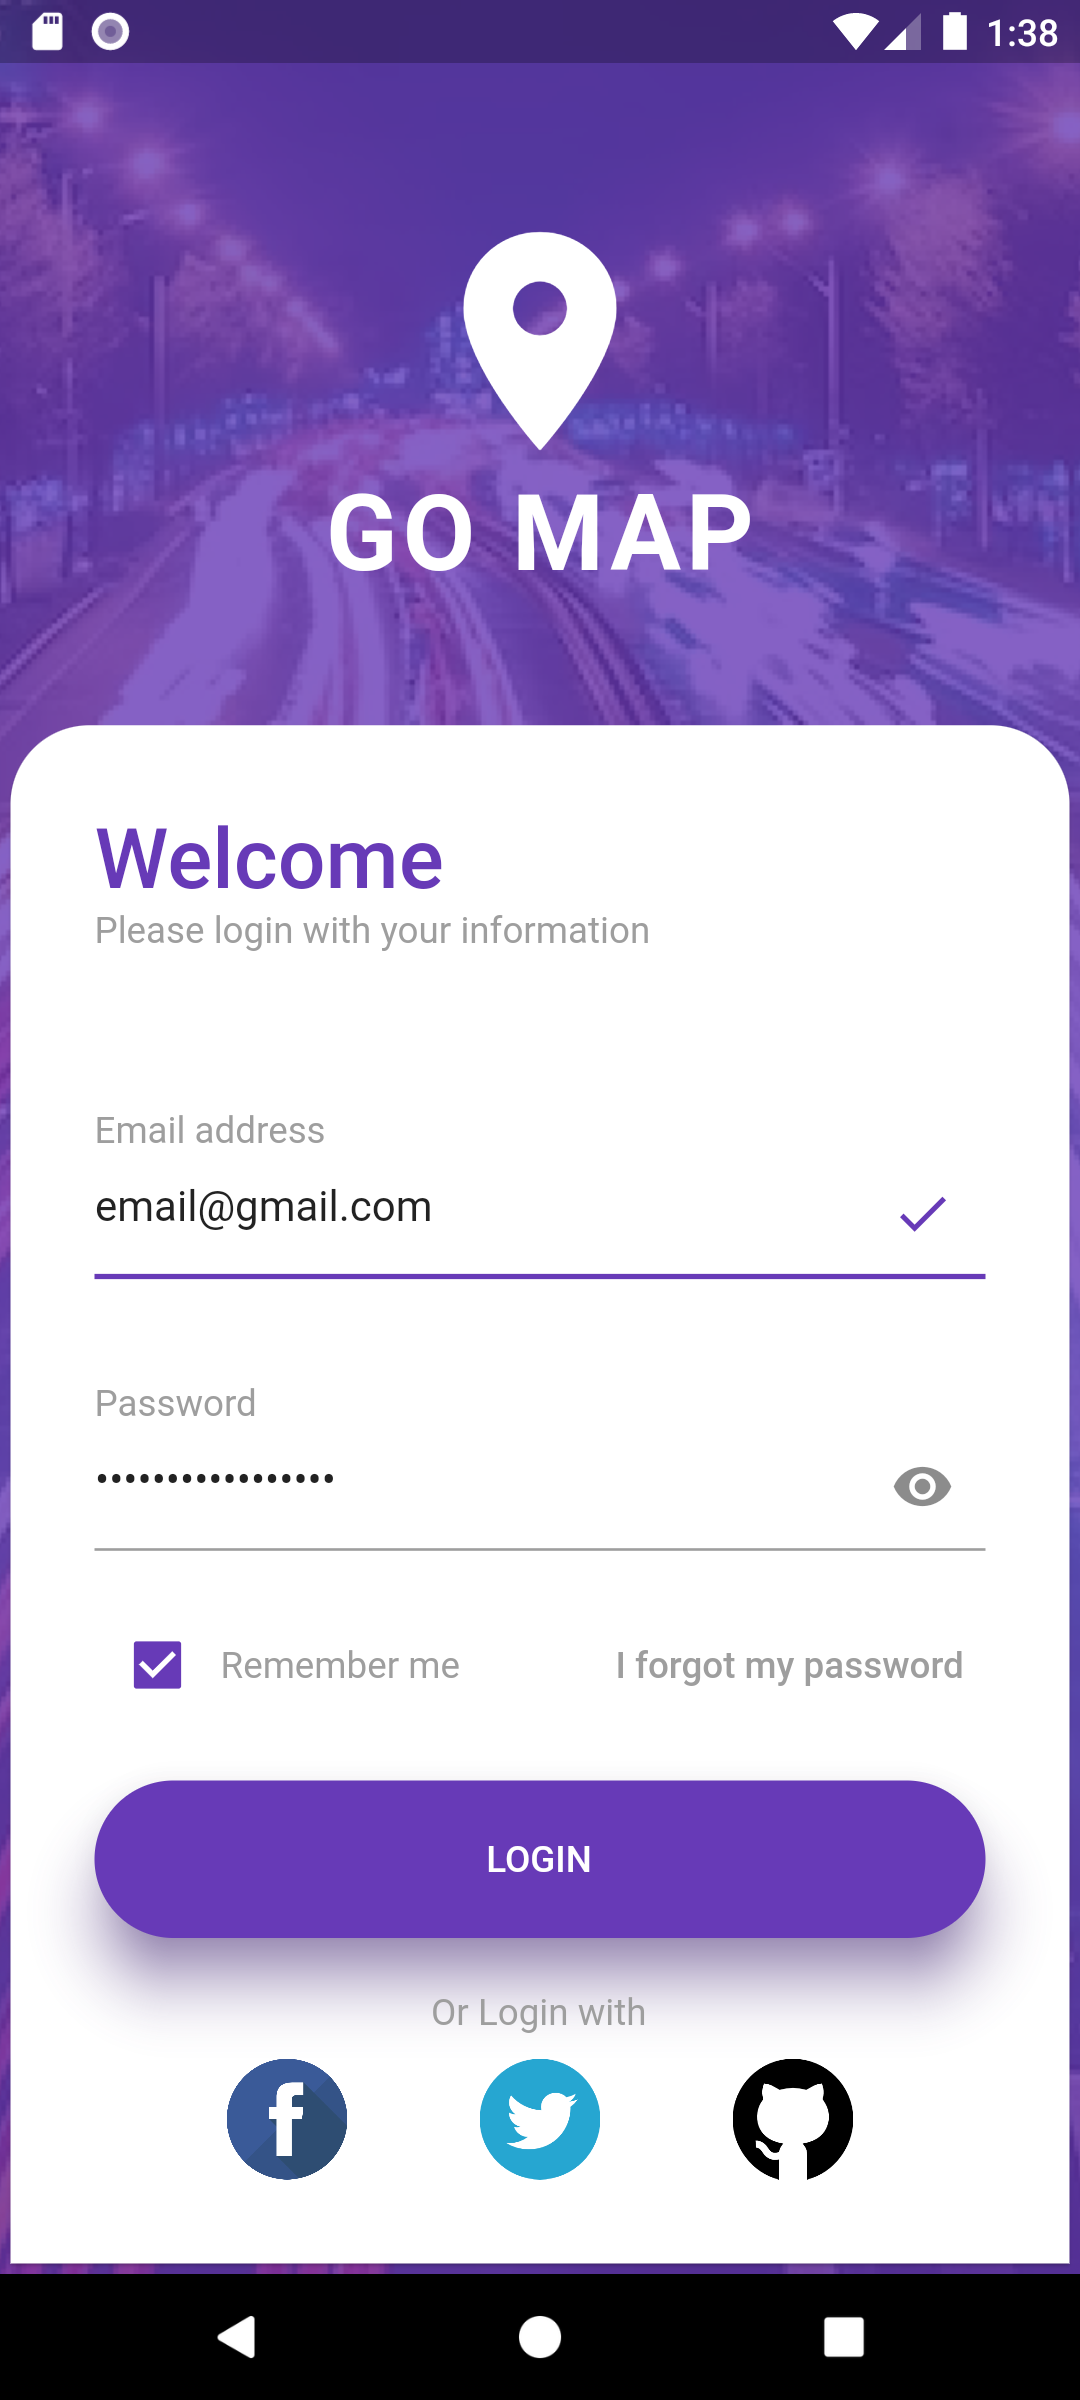 1:38
GO MAP
Welcome
Please login with your information
Email address
email@gmail.com
Password
•••••••••••••••••
Remember me
I forgot my password
LOGIN
Or Login with